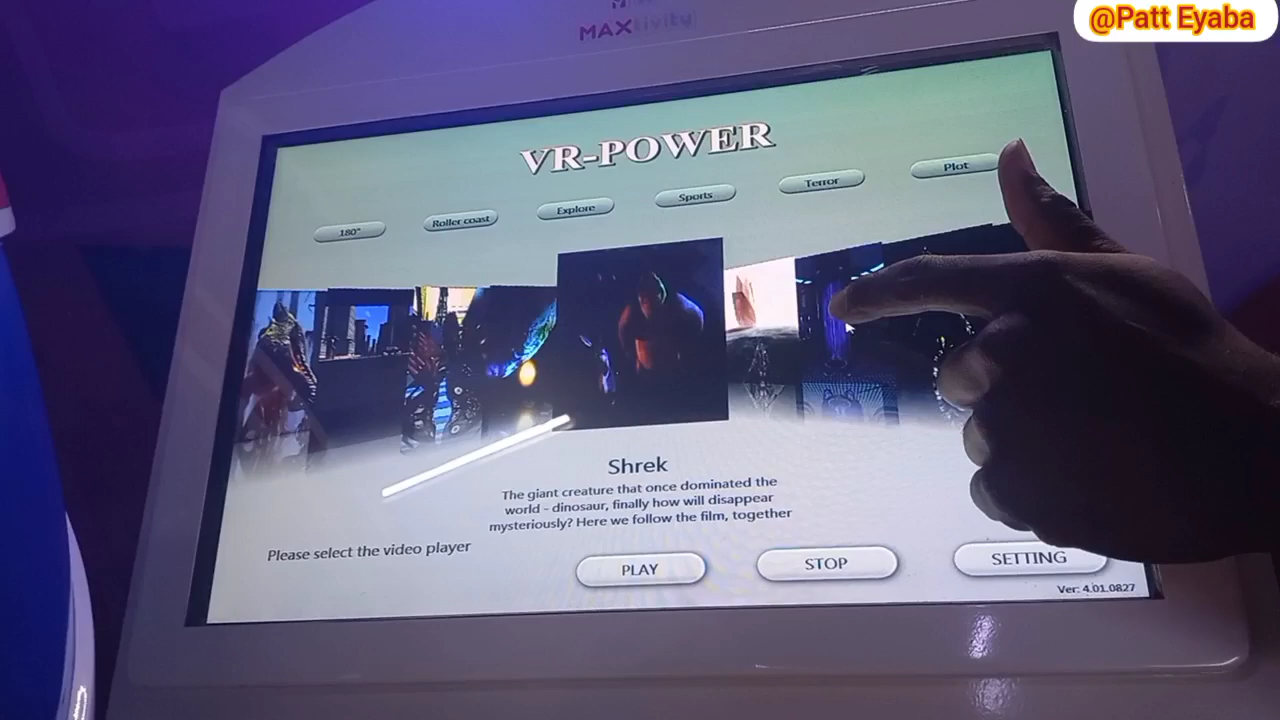 @Patt Eyaba
MAXtivity
VR-POWER
180°
Roller coast
Explore
Sports
Terror
Plot
Shrek
The giant creature that once dominated the
world - dinosaur, finally how will disappear
mysteriously? Here we follow the film, together
Please select the video player
PLAY
STOP
SETTING
Ver: 4.01.0827